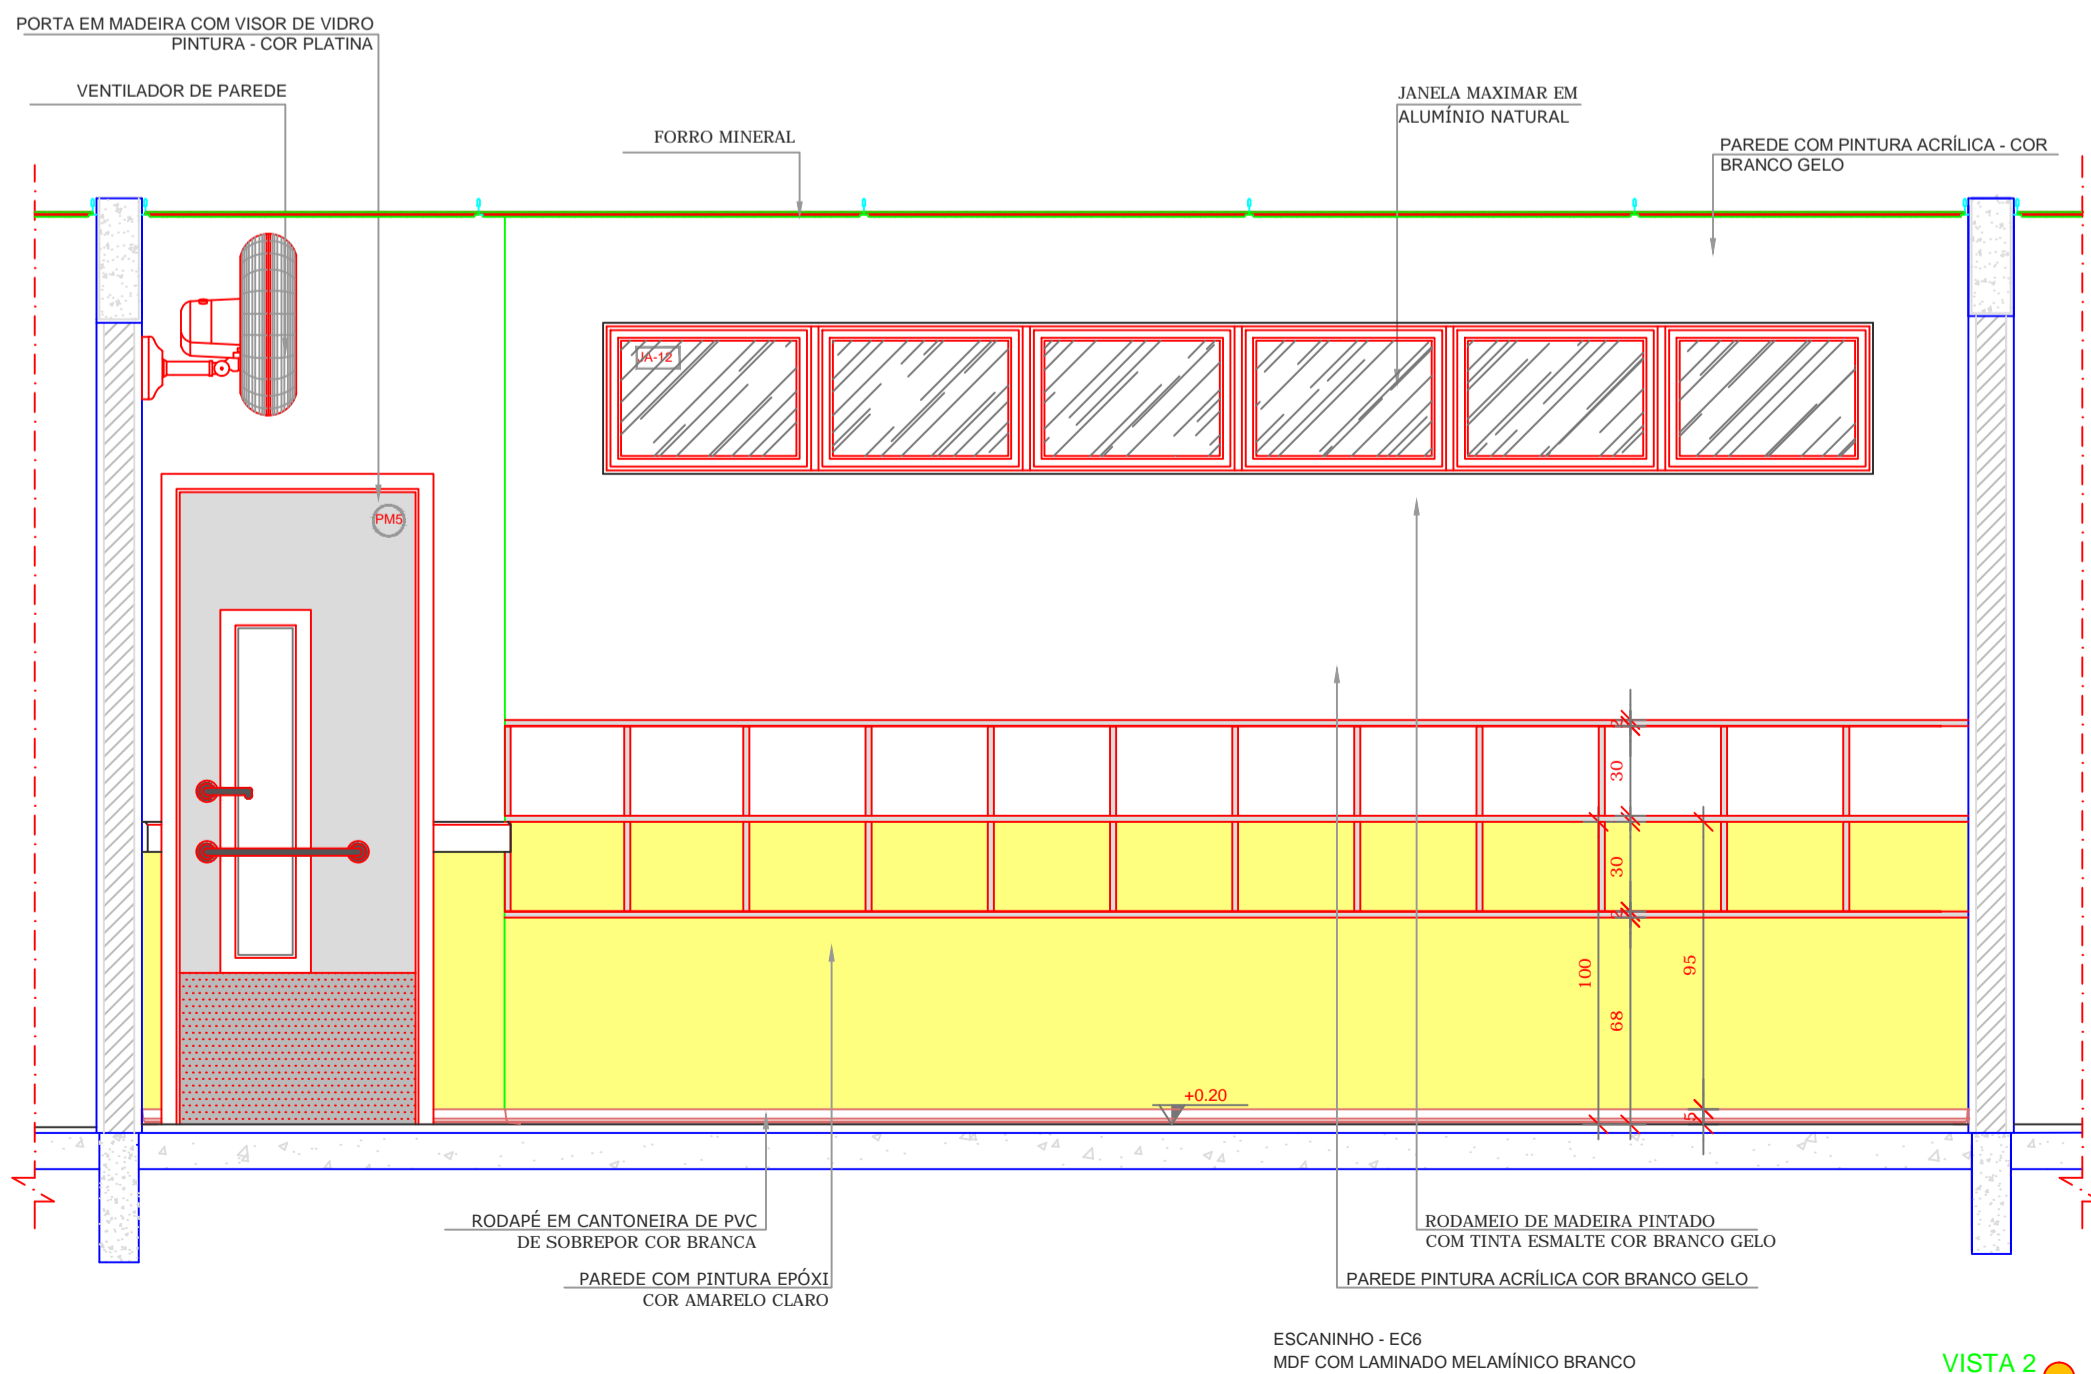 PORTA EM MADEIRA COM VISOR DE VIDRO
PINTURA - COR PLATINA
VENTILADOR DE PAREDE
FORRO MINERAL
JANELA MAXIMAR EM
ALUMÍNIO NATURAL
PAREDE COM PINTURA ACRÍLICA - COR
BRANCO GELO
JA-12
PM5
2
30
30
2
100
95
68
+0.20
5
RODAPÉ EM CANTONEIRA DE PVC
DE SOBREPOR COR BRANCA
RODAMEIO DE MADEIRA PINTADO
COM TINTA ESMALTE COR BRANCO GELO
PAREDE COM PINTURA EPÓXI
COR AMARELO CLARO
PAREDE PINTURA ACRÍLICA COR BRANCO GELO
ESCANINHO - EC6
MDF COM LAMINADO MELAMÍNICO BRANCO
VISTA 2